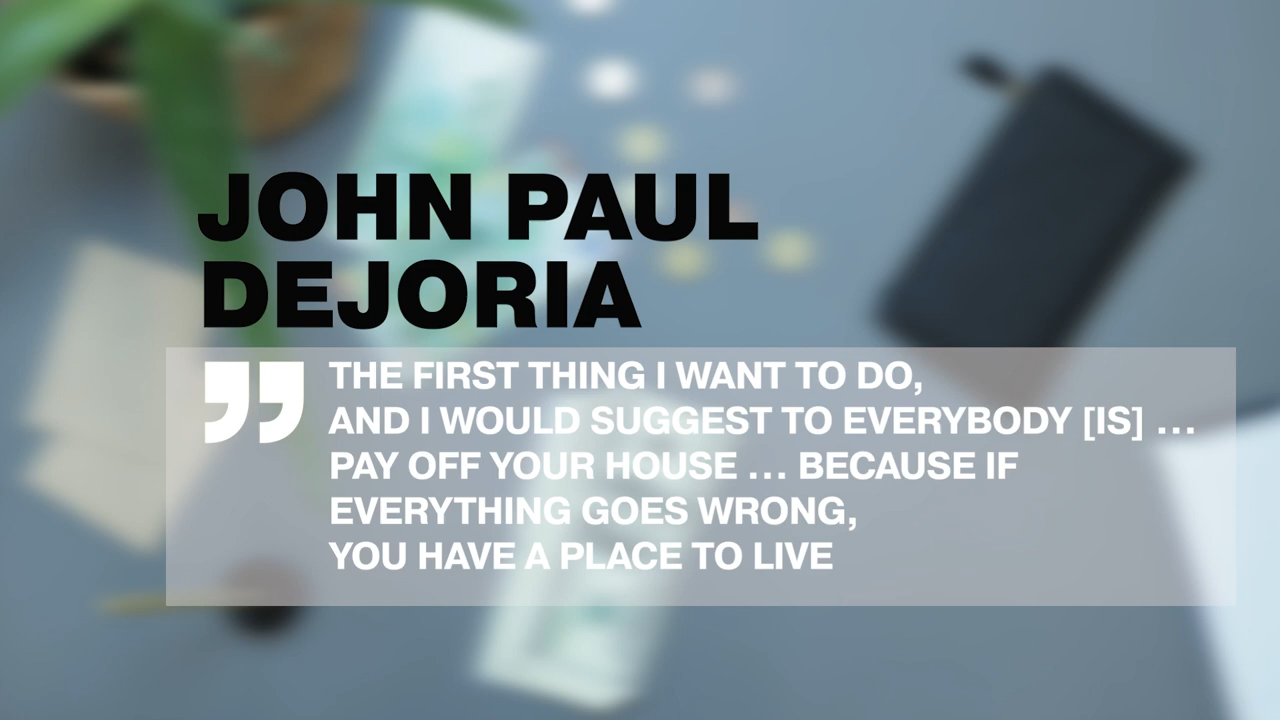 JOHN PAUL
DEJORIA
” THE FIRST THING I WANT TO DO,
AND I WOULD SUGGEST TO EVERYBODY [IS] ...
PAY OFF YOUR HOUSE ... BECAUSE IF
EVERYTHING GOES WRONG,
YOU HAVE A PLACE TO LIVE